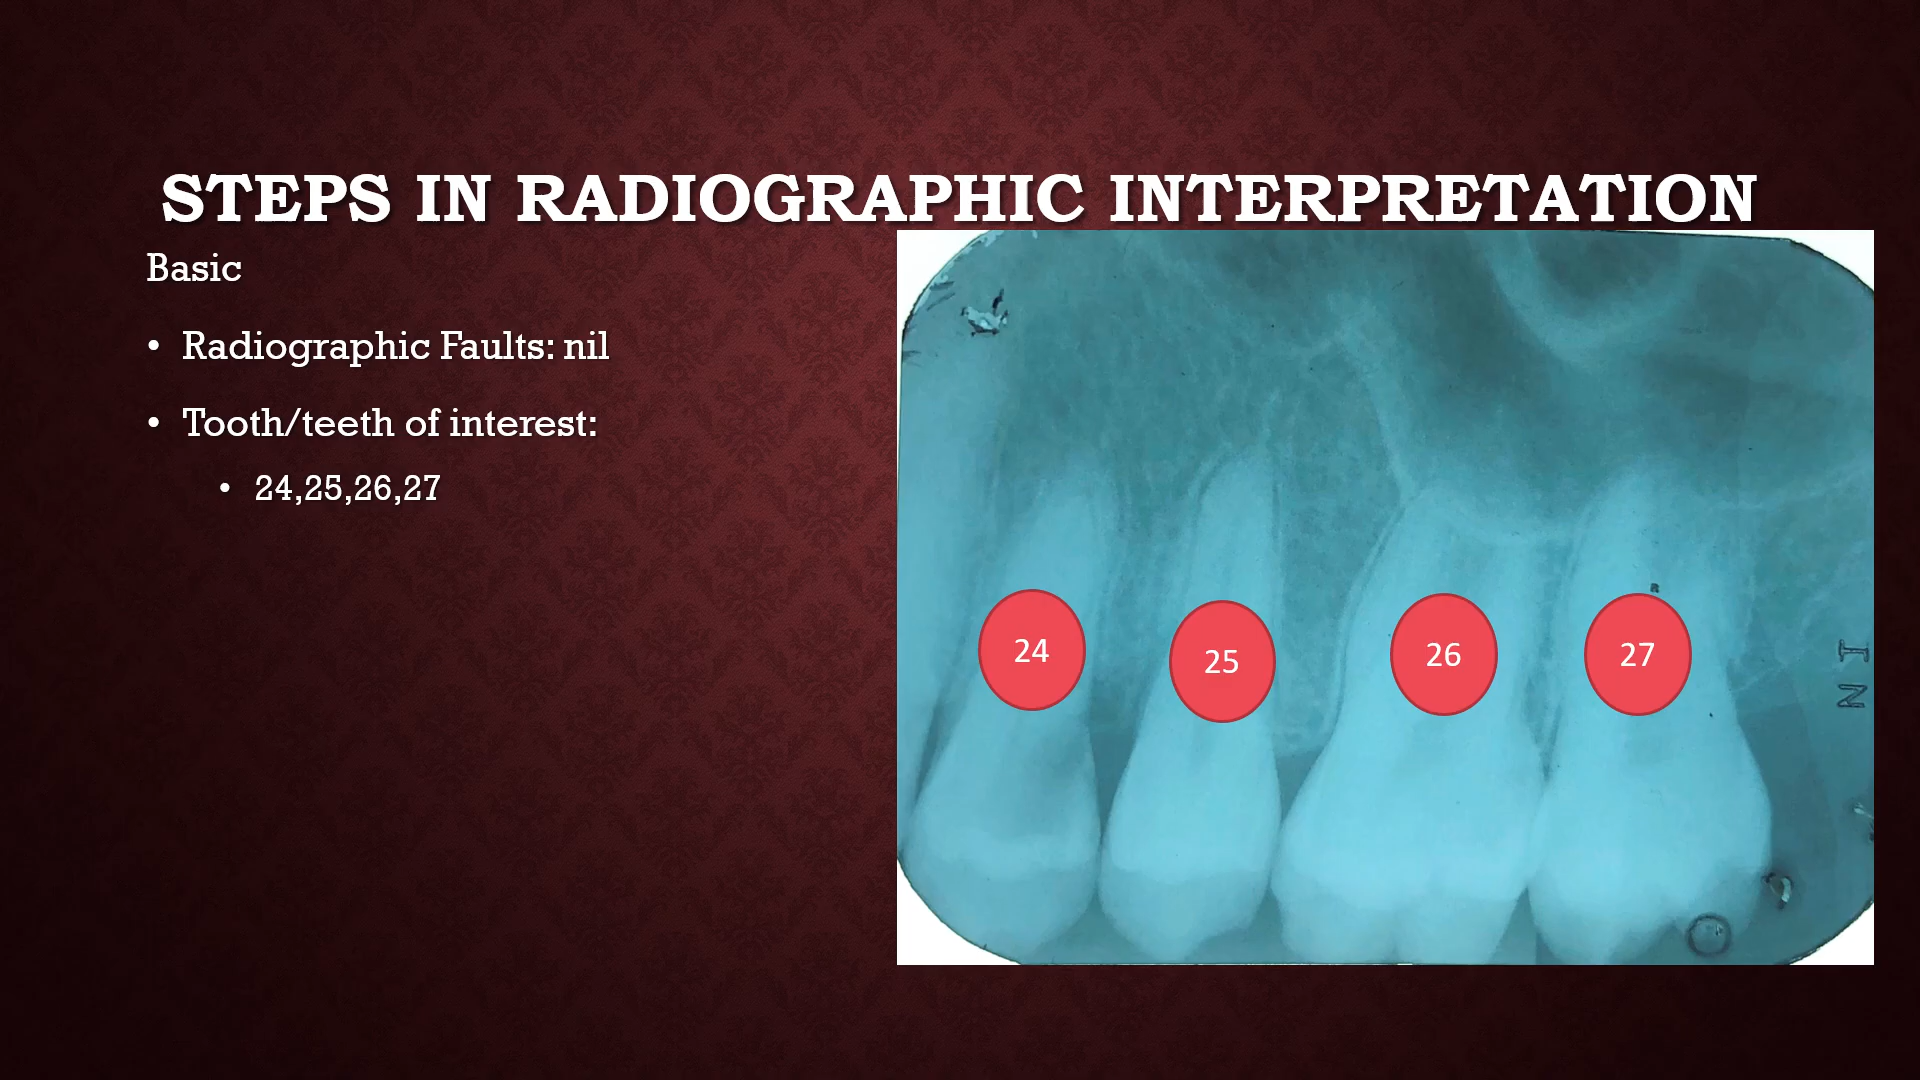 STEPS IN RADIOGRAPHIC INTERPRETATION
Basic
• Radiographic Faults: nil
• Tooth/teeth of interest:
• 24,25,26,27
24
25
26
27
N I